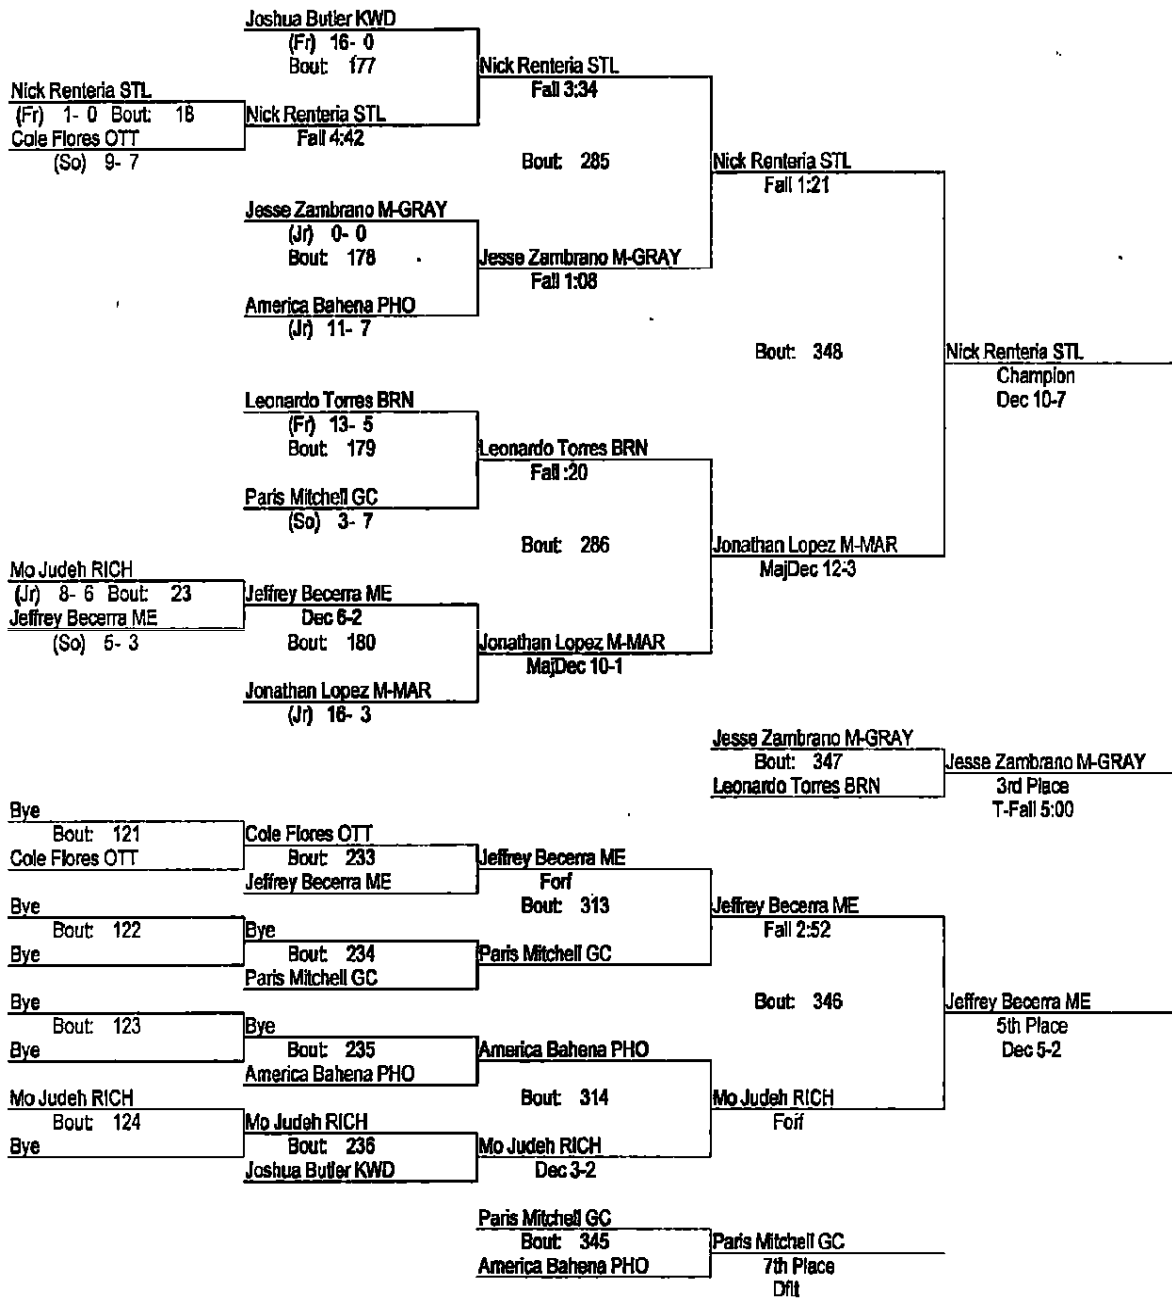 Joshua Butler KWD
(Fr) 16- 0
Bout: 177
Nick Renteria STL
Fall 3:34
Nick Renteria STL
(Fr) 1- 0 Bout: 18
Cole Flores OTT
(So) 9- 7
Nick Renteria STL
Fall 4:42
Bout: 285
Nick Renteria STL
Fall 1:21
Jesse Zambrano M-GRAY
(Jr) 0- 0
Bout: 178
Jesse Zambrano M-GRAY
Fall 1:08
America Bahena PHO
(Jr) 11- 7
Bout: 348
Nick Renteria STL
Champion
Dec 10-7
Leonardo Torres BRN
(Fr) 13- 5
Bout: 179
Leonardo Torres BRN
Fall :20
Paris Mitchell GC
(So) 3- 7
Bout: 286
Jonathan Lopez M-MAR
MajDec 12-3
Mo Judeh RICH
(Jr) 8- 6 Bout: 23
Jeffrey Becerra ME
(So) 5- 3
Jeffrey Becerra ME
Dec 6-2
Bout: 180
Jonathan Lopez M-MAR
MajDec 10-1
Jonathan Lopez M-MAR
(Jr) 16- 3
Jesse Zambrano M-GRAY
Bout: 347
Leonardo Torres BRN
Jesse Zambrano M-GRAY
3rd Place
T-Fall 5:00
Bye
Bout: 121
Cole Flores OTT
Cole Flores OTT
Bout: 233
Jeffrey Becerra ME
Jeffrey Becerra ME
Forf
Bout: 313
Jeffrey Becerra ME
Fall 2:52
Bye
Bout: 122
Bye
Bye
Bout: 234
Paris Mitchell GC
Paris Mitchell GC
Bye
Bout: 123
Bye
Bye
Bout: 235
America Bahena PHO
America Bahena PHO
Bout: 346
Jeffrey Becerra ME
5th Place
Dec 5-2
Bout: 314
Mo Judeh RICH
Forf
Mo Judeh RICH
Bout: 124
Bye
Mo Judeh RICH
Bout: 236
Joshua Butler KWD
Mo Judeh RICH
Dec 3-2
Paris Mitchell GC
Bout: 345
America Bahena PHO
Paris Mitchell GC
7th Place
Dflt